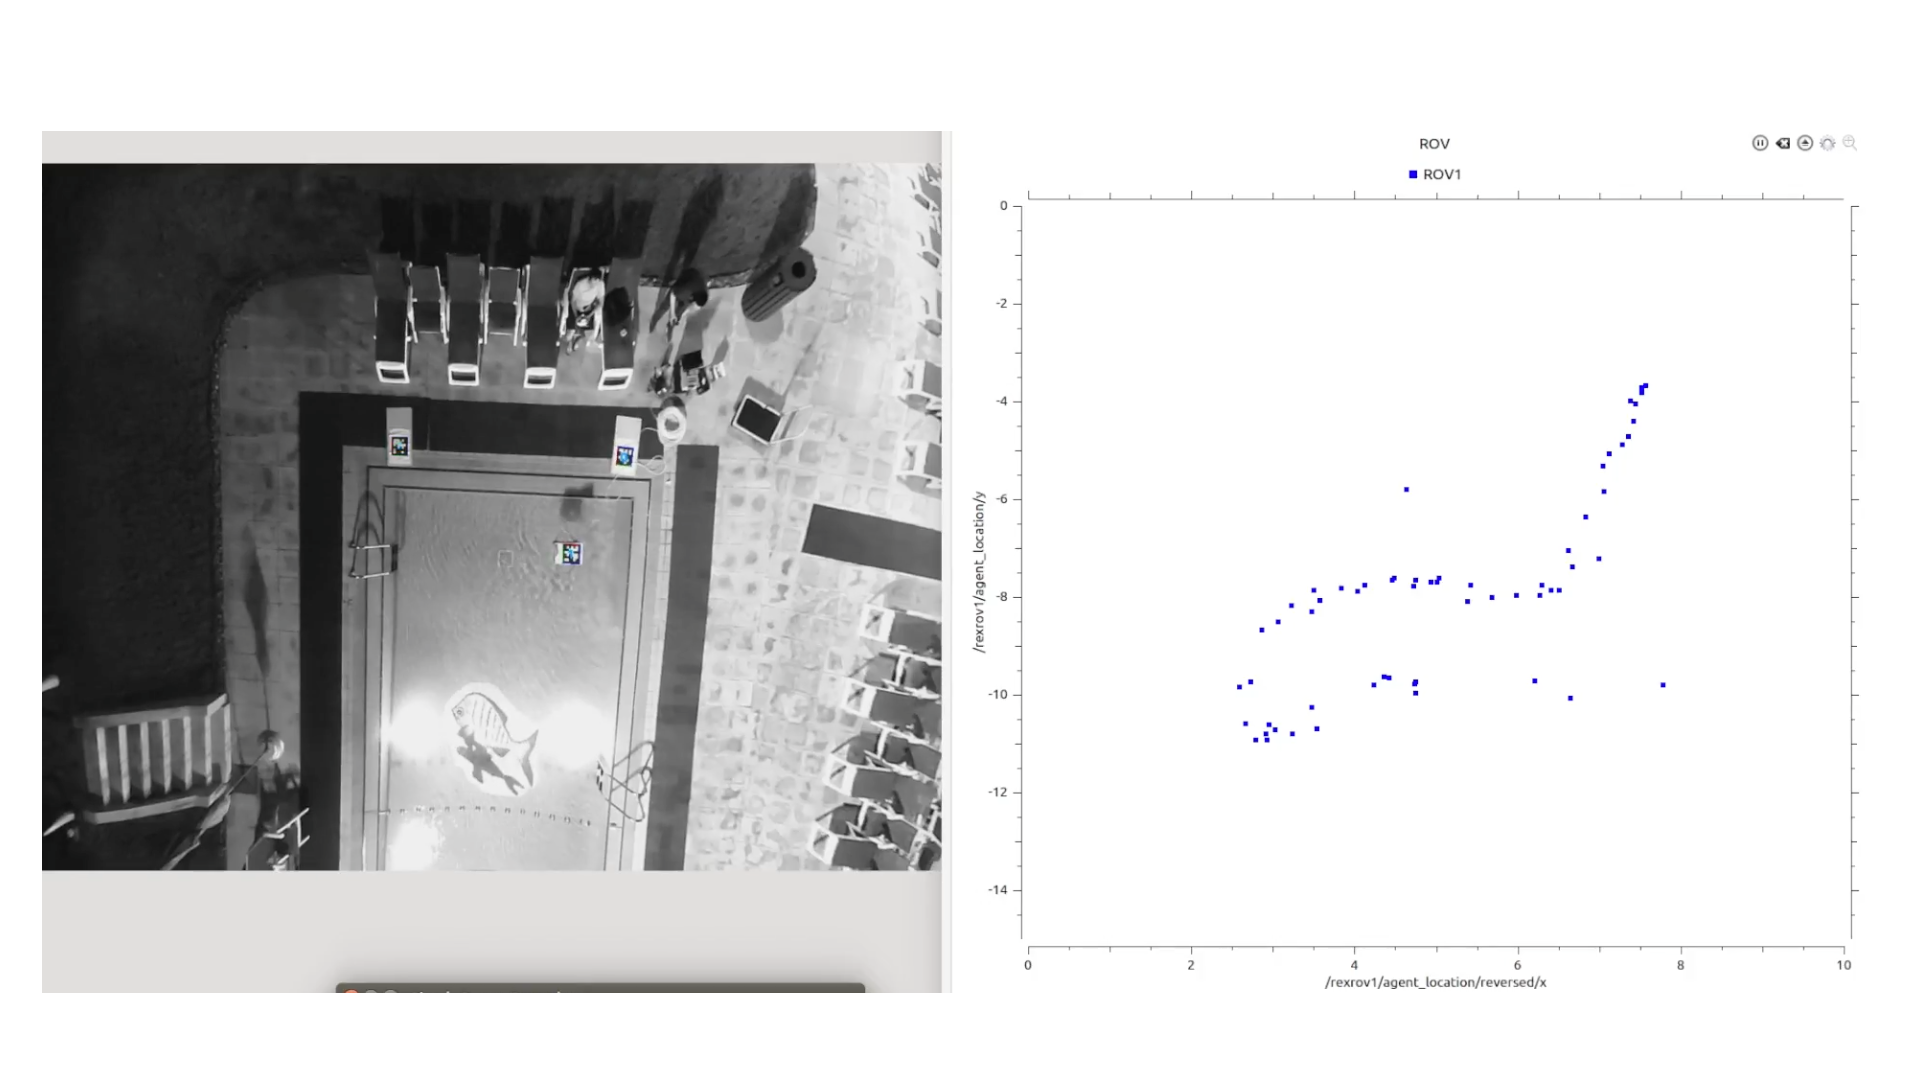 ROV
ROV1
0
-2
-4
-6
-8
-10
-12
-14
/rexrov1/agent_location/y
0 2 4 6 8 10
/rexrov1/agent_location/reversed/x